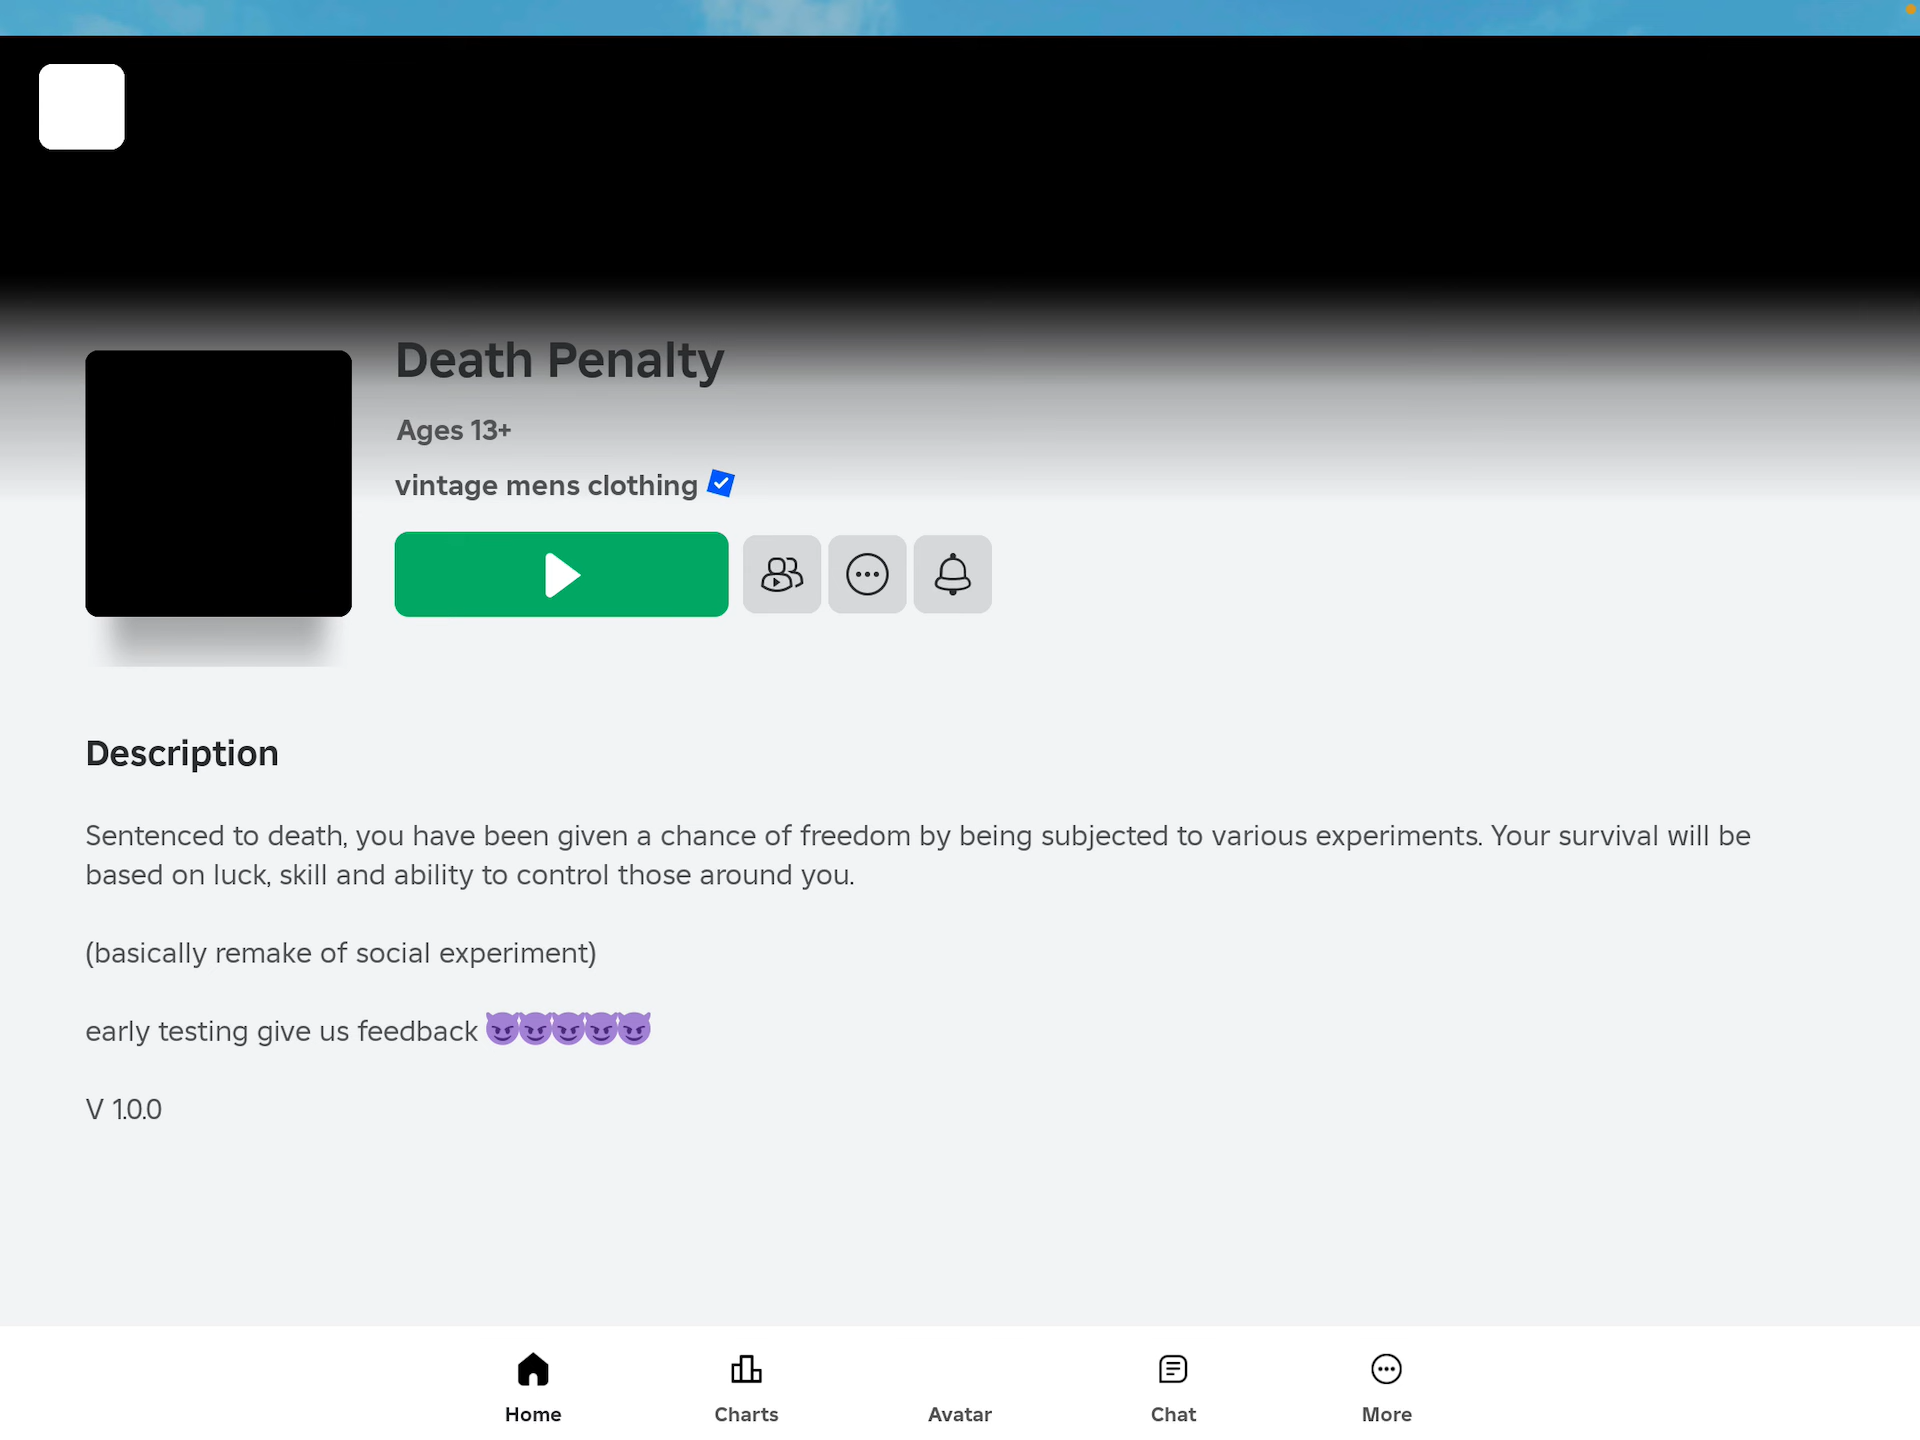 Death Penalty
Ages 13+
vintage mens clothing
Description
Sentenced to death, you have been given a chance of freedom by being subjected to various experiments. Your survival will be
based on luck, skill and ability to control those around you.
(basically remake of social experiment)
early testing give us feedback 😈😈😈😈😈
V 1.0.0
Home
Charts
Avatar
Chat
More